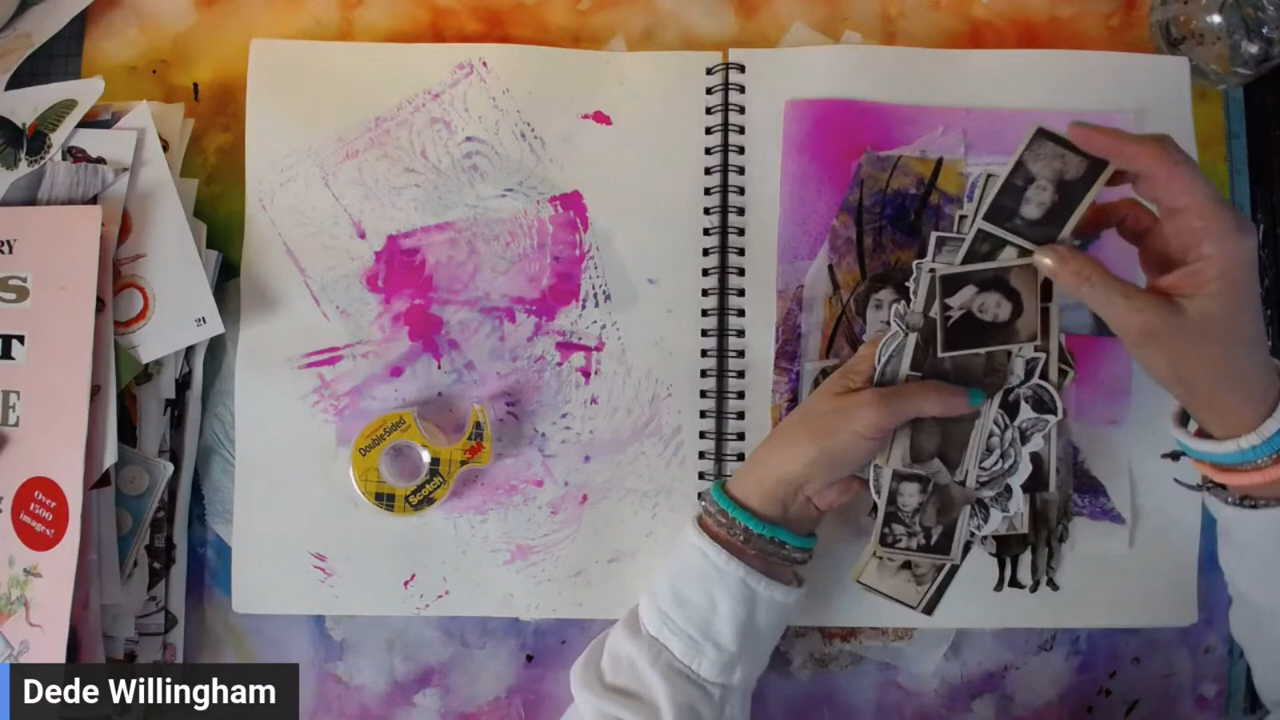 RY
S
T
E
Over
1500
images!
21
Double-Sided
Scotch
Dede Willingham